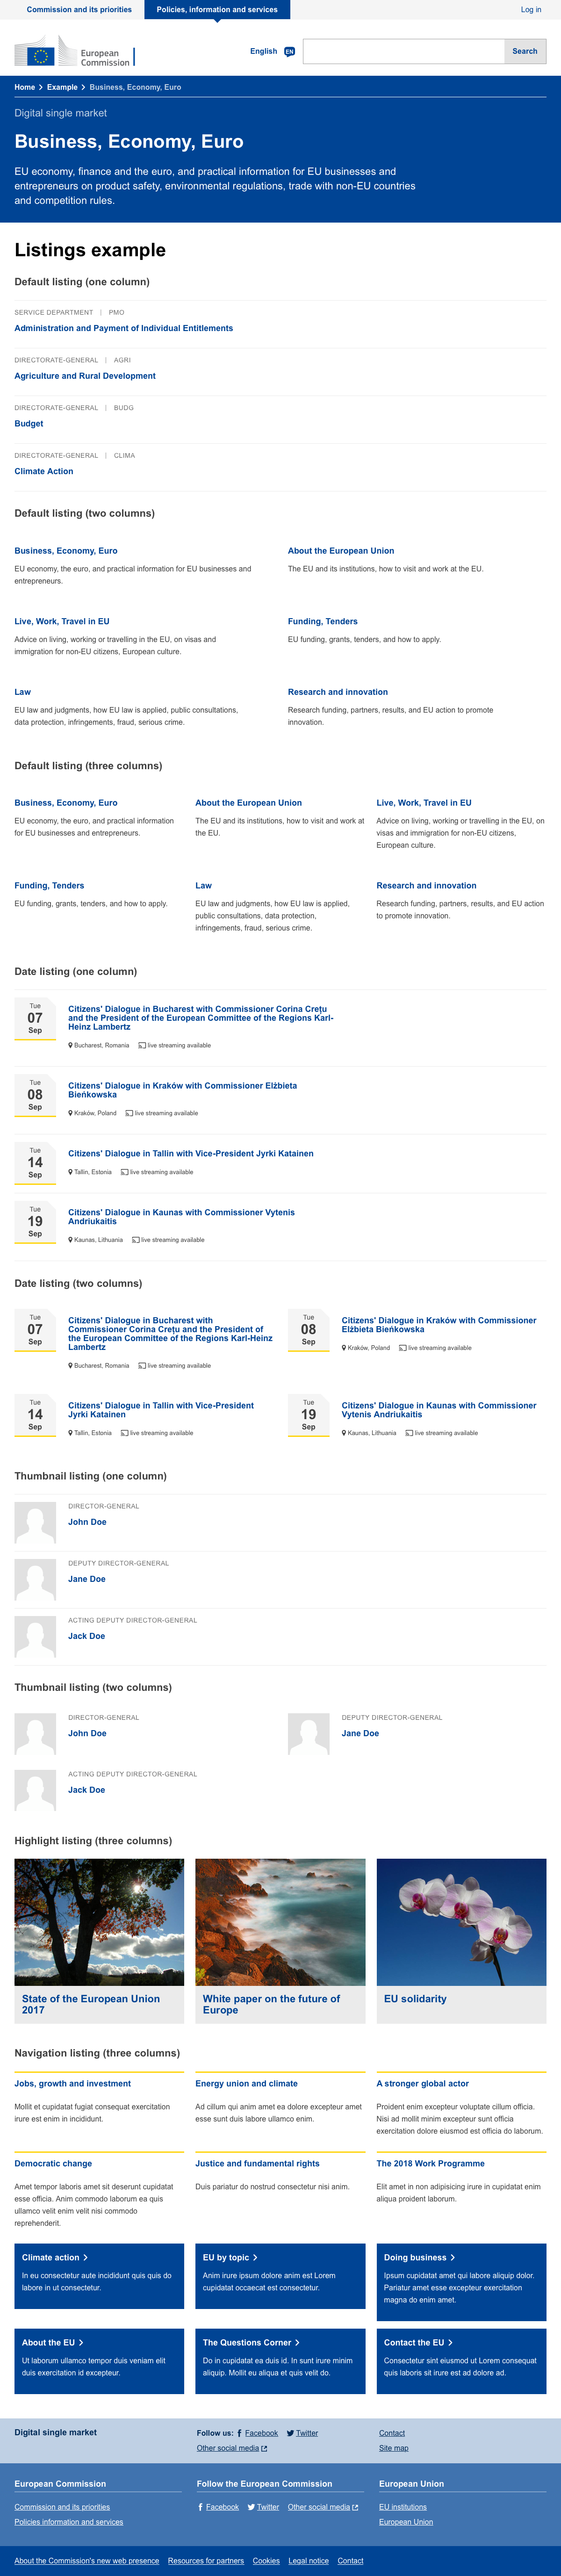 Commission and its priorities
Policies, information and services
Log in
European
Commission
English
EN
Search
Home
Example
Business, Economy, Euro
Digital single market
Business, Economy, Euro
EU economy, finance and the euro, and practical information for EU businesses and
entrepreneurs on product safety, environmental regulations, trade with non-EU countries
and competition rules.
Listings example
Default listing (one column)
SERVICE DEPARTMENT | PMO
Administration and Payment of Individual Entitlements
DIRECTORATE-GENERAL | AGRI
Agriculture and Rural Development
DIRECTORATE-GENERAL | BUDG
Budget
DIRECTORATE-GENERAL | CLIMA
Climate Action
Default listing (two columns)
Business, Economy, Euro
EU economy, the euro, and practical information for EU businesses and
entrepreneurs.
About the European Union
The EU and its institutions, how to visit and work at the EU.
Live, Work, Travel in EU
Advice on living, working or travelling in the EU, on visas and
immigration for non-EU citizens, European culture.
Funding, Tenders
EU funding, grants, tenders, and how to apply.
Law
EU law and judgments, how EU law is applied, public consultations,
data protection, infringements, fraud, serious crime.
Research and innovation
Research funding, partners, results, and EU action to promote
innovation.
Default listing (three columns)
Business, Economy, Euro
EU economy, the euro, and practical information
for EU businesses and entrepreneurs.
About the European Union
The EU and its institutions, how to visit and work at
the EU.
Live, Work, Travel in EU
Advice on living, working or travelling in the EU, on
visas and immigration for non-EU citizens,
European culture.
Funding, Tenders
EU funding, grants, tenders, and how to apply.
Law
EU law and judgments, how EU law is applied,
public consultations, data protection,
infringements, fraud, serious crime.
Research and innovation
Research funding, partners, results, and EU action
to promote innovation.
Date listing (one column)
Tue
07
Sep
Citizens' Dialogue in Bucharest with Commissioner Corina Crețu
and the President of the European Committee of the Regions Karl-
Heinz Lambertz
Bucharest, Romania
live streaming available
Tue
08
Sep
Citizens' Dialogue in Kraków with Commissioner Elżbieta
Bieńkowska
Kraków, Poland
live streaming available
Tue
14
Sep
Citizens' Dialogue in Tallin with Vice-President Jyrki Katainen
Tallin, Estonia
live streaming available
Tue
19
Sep
Citizens' Dialogue in Kaunas with Commissioner Vytenis
Andriukaitis
Kaunas, Lithuania
live streaming available
Date listing (two columns)
Tue
07
Sep
Citizens' Dialogue in Bucharest with
Commissioner Corina Crețu and the President of
the European Committee of the Regions Karl-Heinz
Lambertz
Bucharest, Romania
live streaming available
Tue
08
Sep
Citizens' Dialogue in Kraków with Commissioner
Elżbieta Bieńkowska
Kraków, Poland
live streaming available
Tue
14
Sep
Citizens' Dialogue in Tallin with Vice-President
Jyrki Katainen
Tallin, Estonia
live streaming available
Tue
19
Sep
Citizens' Dialogue in Kaunas with Commissioner
Vytenis Andriukaitis
Kaunas, Lithuania
live streaming available
Thumbnail listing (one column)
DIRECTOR-GENERAL
John Doe
DEPUTY DIRECTOR-GENERAL
Jane Doe
ACTING DEPUTY DIRECTOR-GENERAL
Jack Doe
Thumbnail listing (two columns)
DIRECTOR-GENERAL
John Doe
DEPUTY DIRECTOR-GENERAL
Jane Doe
ACTING DEPUTY DIRECTOR-GENERAL
Jack Doe
Highlight listing (three columns)
State of the European Union
2017
White paper on the future of
Europe
EU solidarity
Navigation listing (three columns)
Jobs, growth and investment
Mollit et cupidatat fugiat consequat exercitation
irure est enim in incididunt.
Energy union and climate
Ad cillum qui anim amet ea dolore excepteur amet
esse sunt duis labore ullamco enim.
A stronger global actor
Proident enim excepteur voluptate cillum officia.
Nisi ad mollit minim excepteur sunt officia
exercitation dolore eiusmod est officia do laborum.
Democratic change
Amet tempor laboris amet sit deserunt cupidatat
esse officia. Anim commodo laborum ea quis
ullamco velit enim velit nisi commodo
reprehenderit.
Justice and fundamental rights
Duis pariatur do nostrud consectetur nisi anim.
The 2018 Work Programme
Elit amet in non adipisicing irure in cupidatat enim
aliqua proident laborum.
Climate action
In eu consectetur aute incididunt quis quis do
labore in ut consectetur.
EU by topic
Anim irure ipsum dolore anim est Lorem
cupidatat occaecat est consectetur.
Doing business
Ipsum cupidatat amet qui labore aliquip dolor.
Pariatur amet esse excepteur exercitation
magna do enim amet.
About the EU
Ut laborum ullamco tempor duis veniam elit
duis exercitation id excepteur.
The Questions Corner
Do in cupidatat ea duis id. In sunt irure minim
aliquip. Mollit eu aliqua et quis velit do.
Contact the EU
Consectetur sint eiusmod ut Lorem consequat
quis laboris sit irure est ad dolore ad.
Digital single market
Follow us: Facebook Twitter
Other social media
Contact
Site map
European Commission
Commission and its priorities
Policies information and services
Follow the European Commission
Facebook Twitter Other social media
European Union
EU institutions
European Union
About the Commission's new web presence
Resources for partners
Cookies
Legal notice
Contact